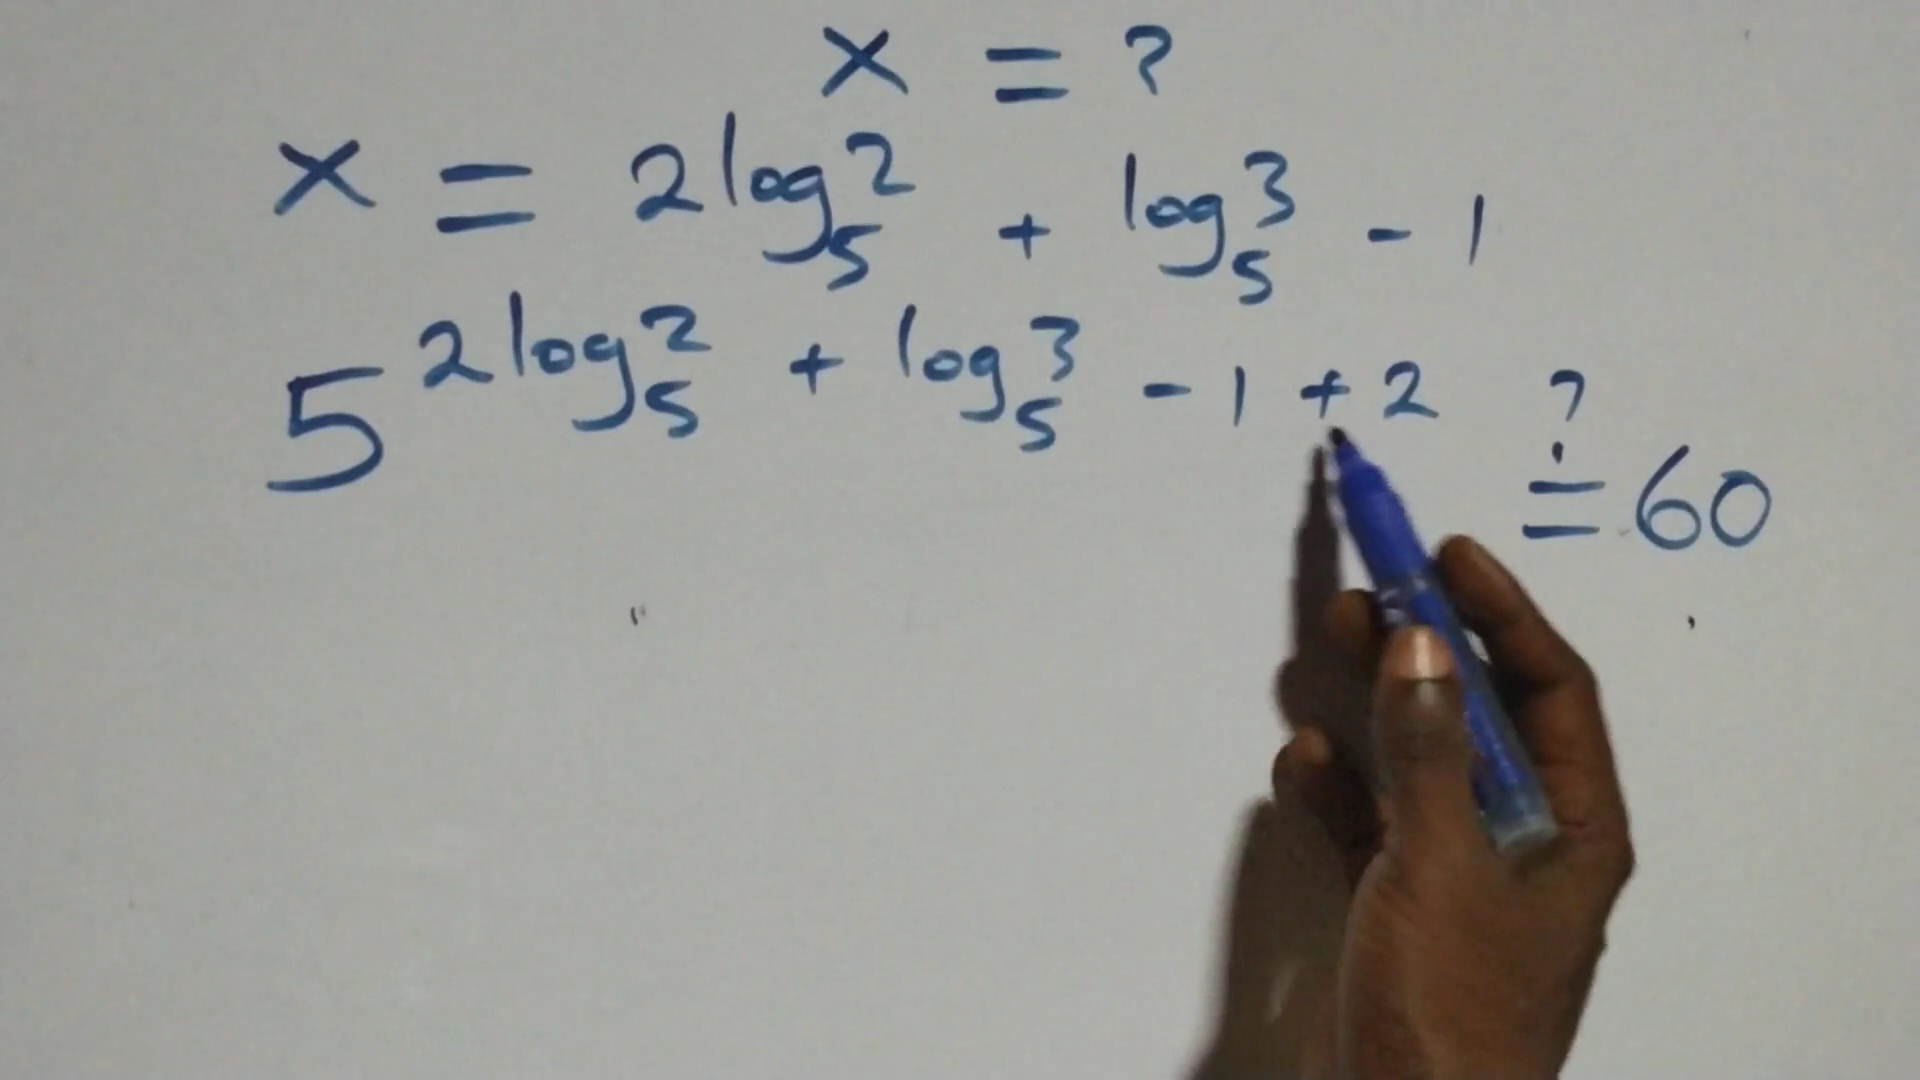 x = ?
x = 2log₅2 + log₅3 - 1
5^(2log₅2 + log₅3 - 1 + 2) ≟ 60